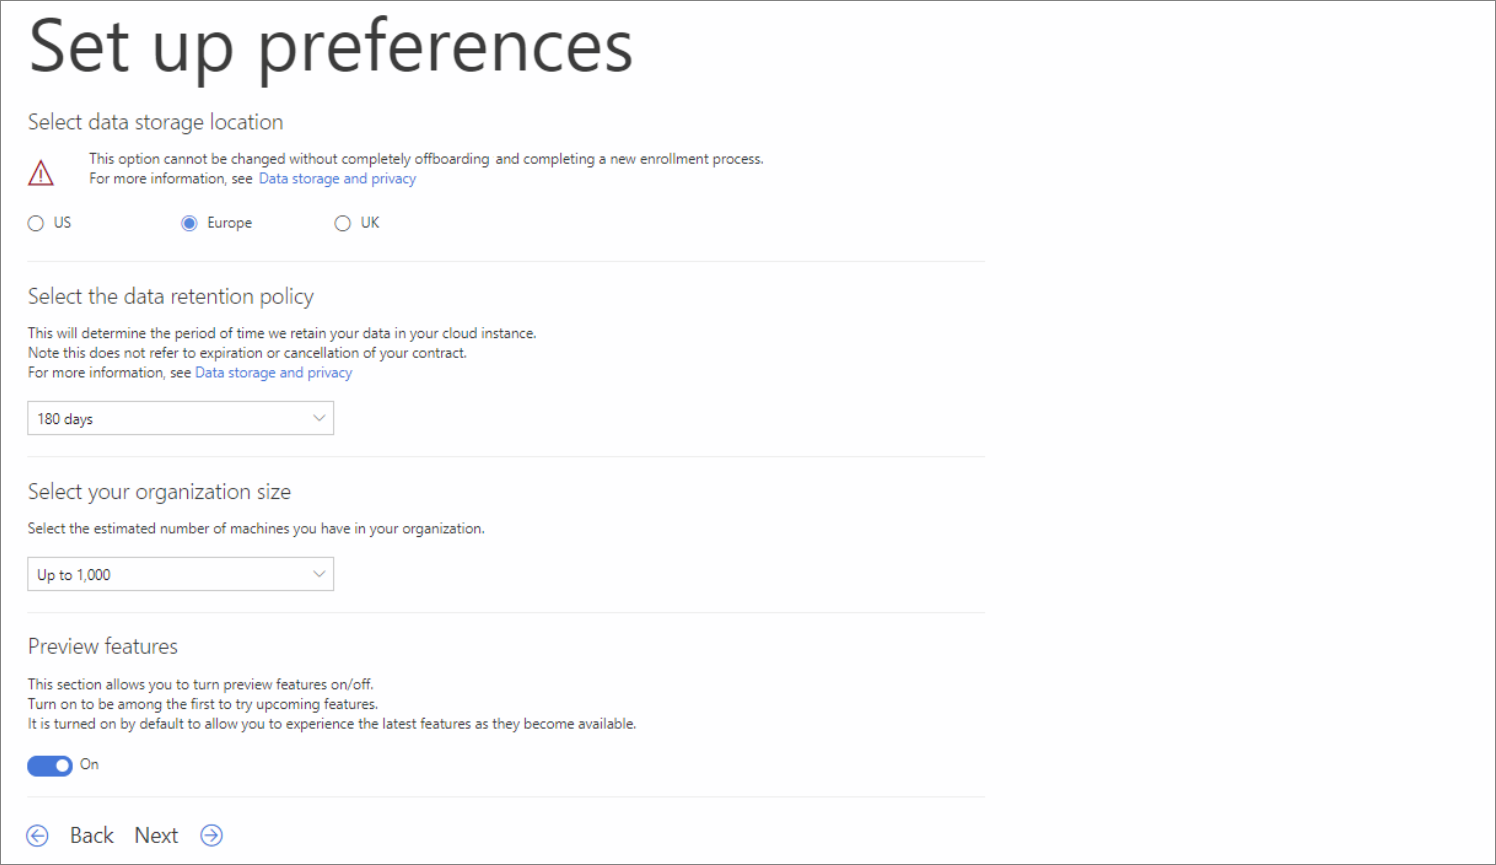 Set up preferences
Select data storage location
This option cannot be changed without completely offboarding and completing a new enrollment process.
For more information, see Data storage and privacy
US Europe UK
Select the data retention policy
This will determine the period of time we retain your data in your cloud instance.
Note this does not refer to expiration or cancellation of your contract.
For more information, see Data storage and privacy
180 days
Select your organization size
Select the estimated number of machines you have in your organization.
Up to 1,000
Preview features
This section allows you to turn preview features on/off.
Turn on to be among the first to try upcoming features.
It is turned on by default to allow you to experience the latest features as they become available.
On
Back Next